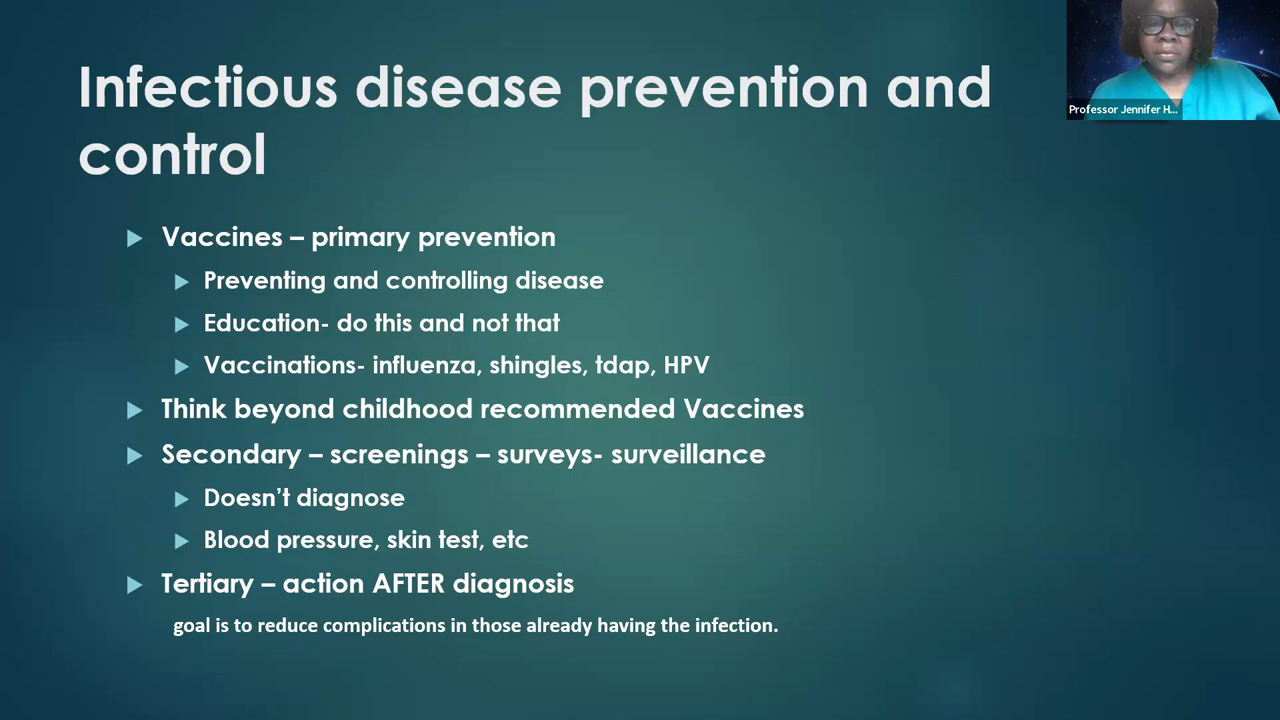 Infectious disease prevention and
control
Professor Jennifer H...
Vaccines – primary prevention
Preventing and controlling disease
Education- do this and not that
Vaccinations- influenza, shingles, tdap, HPV
Think beyond childhood recommended Vaccines
Secondary – screenings – surveys- surveillance
Doesn't diagnose
Blood pressure, skin test, etc
Tertiary – action AFTER diagnosis
goal is to reduce complications in those already having the infection.